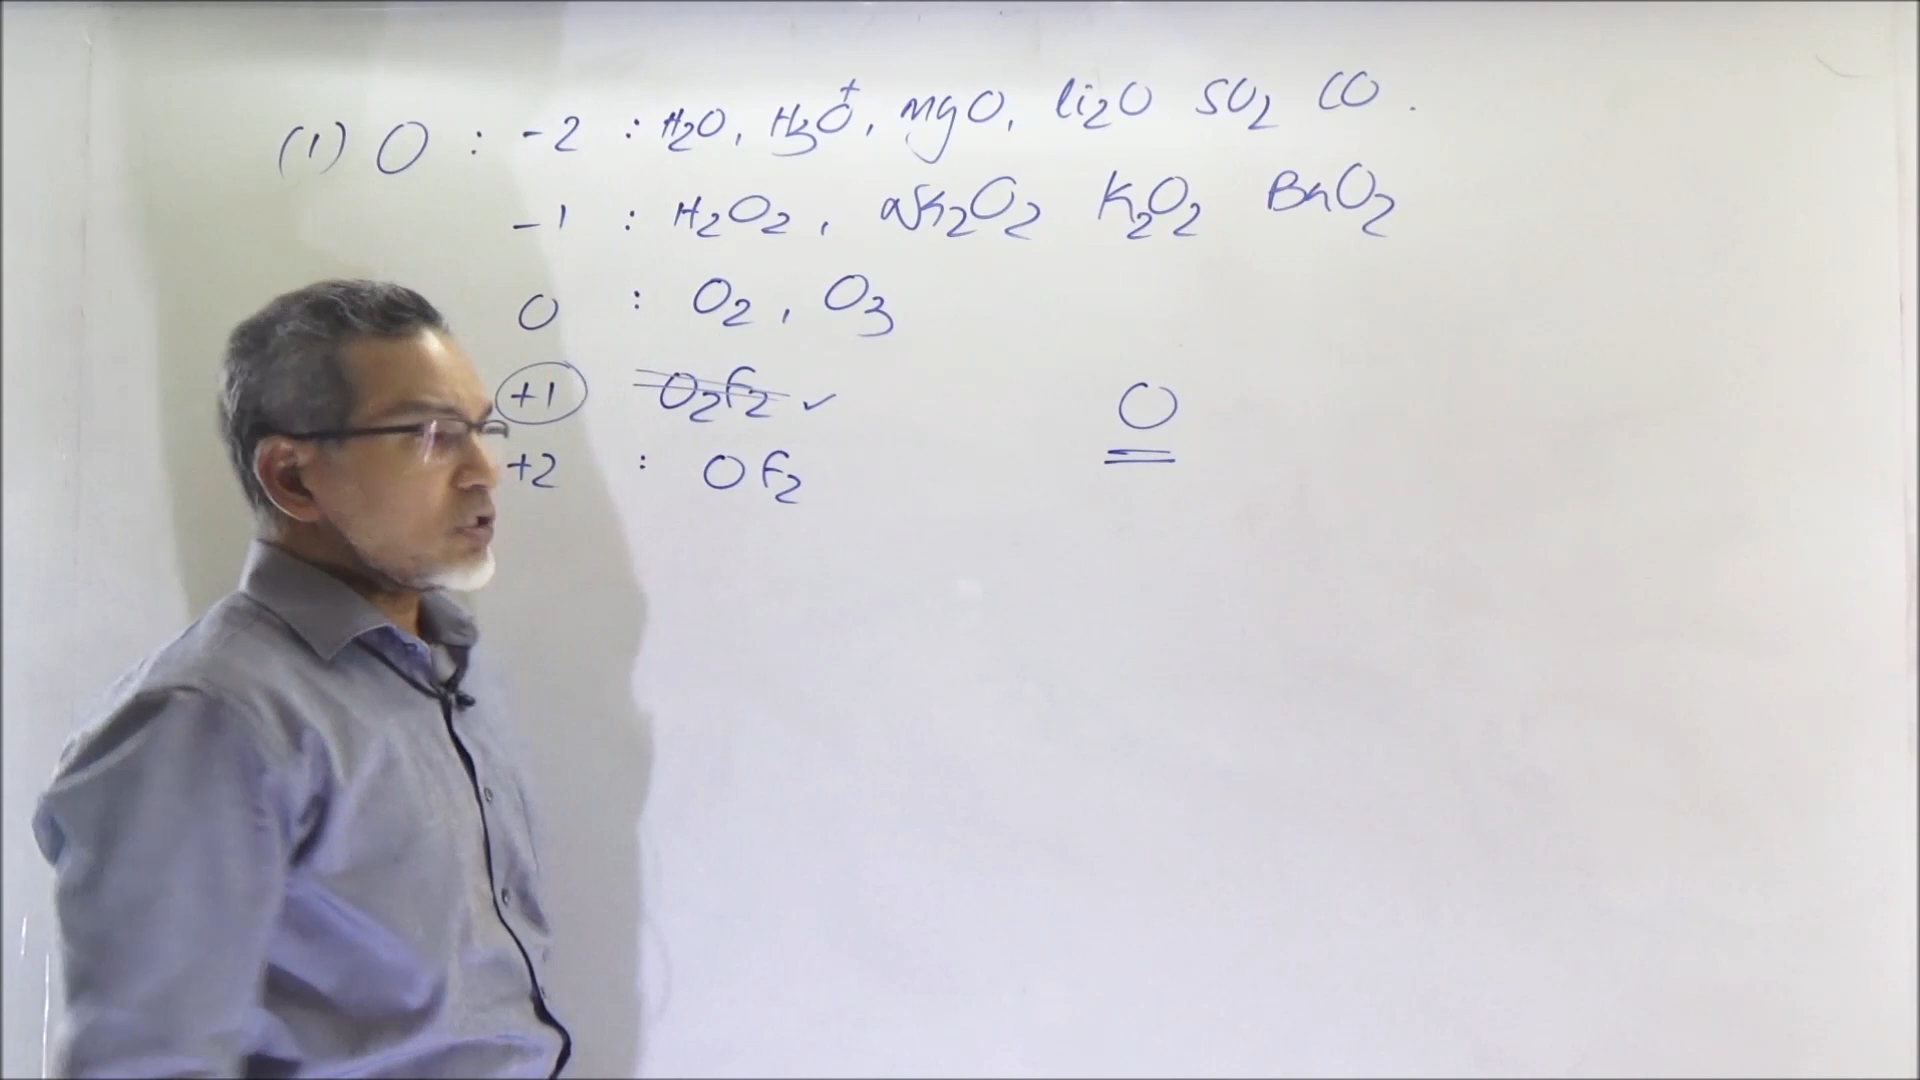 (1) O : -2 : H₂O, H₃O⁺, MgO, Li₂O SO₂ CO .
-1 : H₂O₂, Na₂O₂ K₂O₂ BaO₂
0 : O₂, O₃
+1 O₂F₂ ✓ O
+2 : OF₂